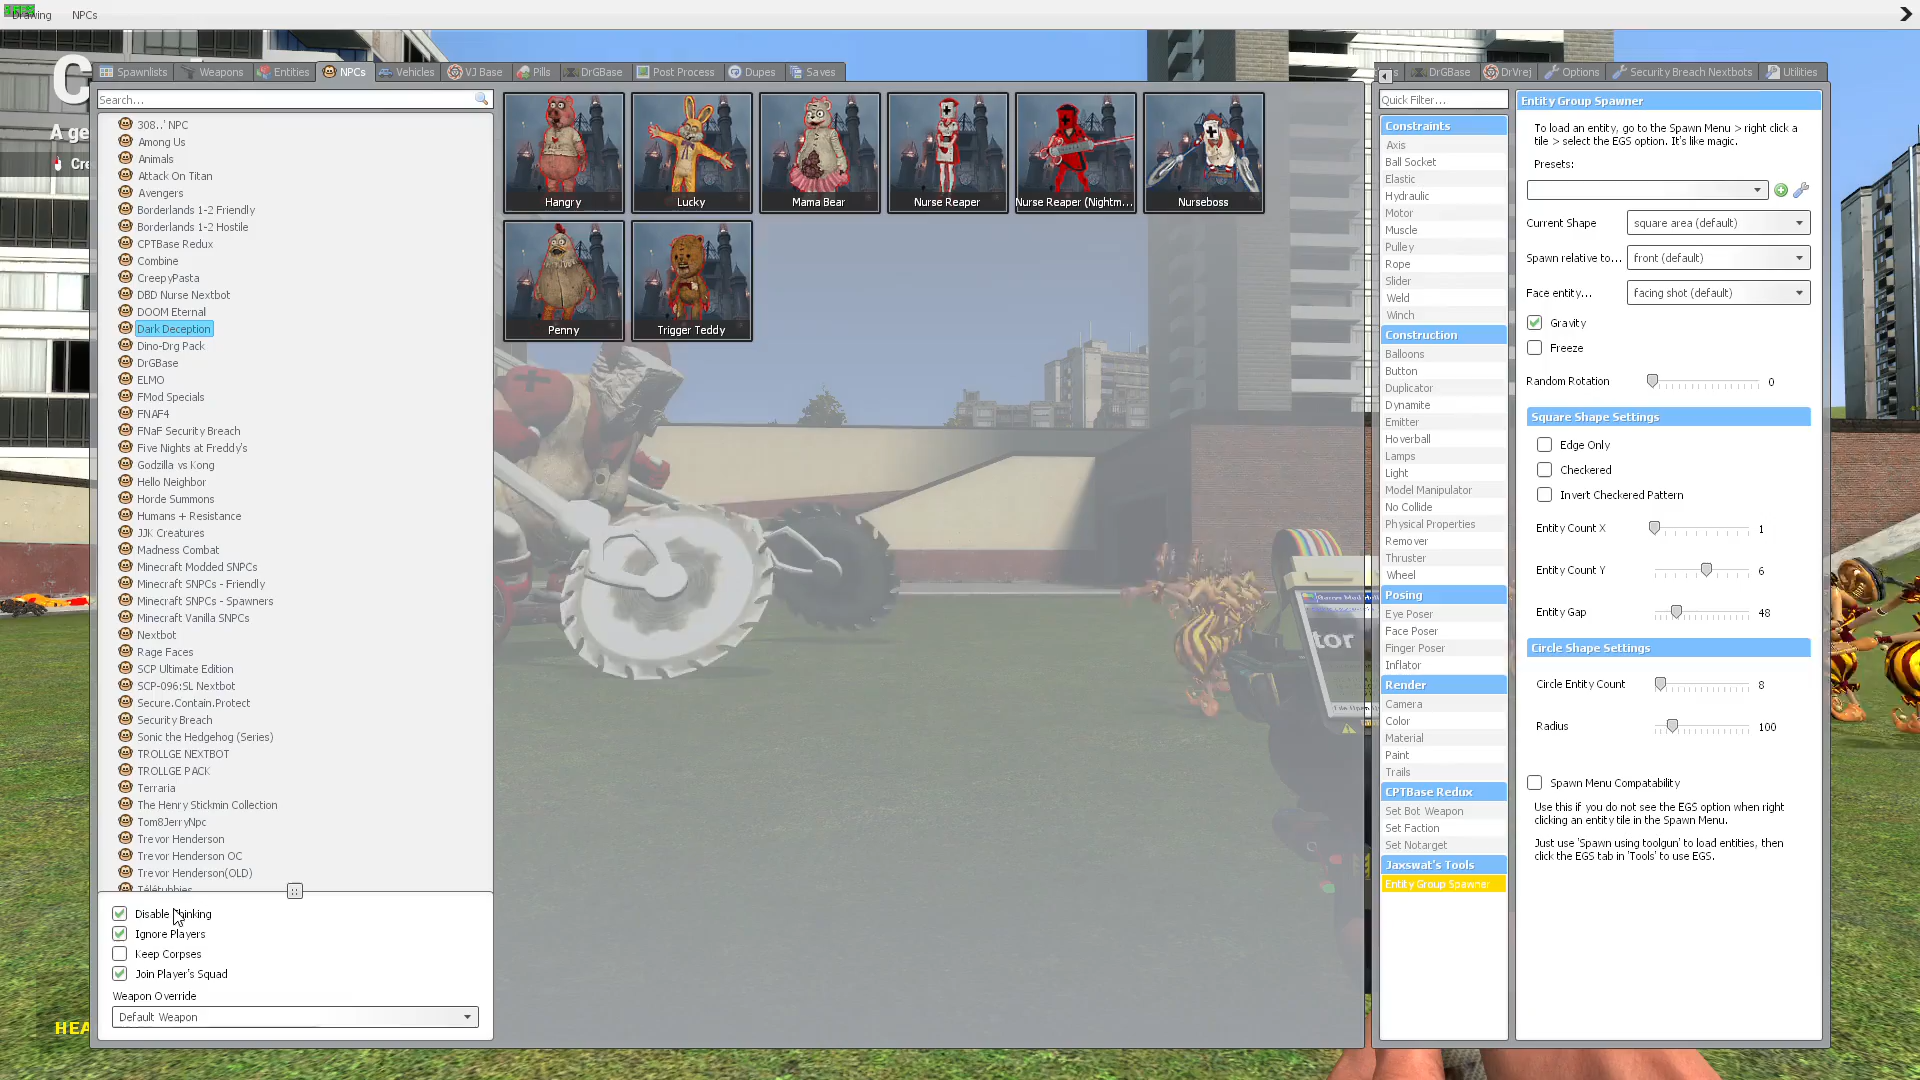 Drawing NPCs
C
A ge
Cre
HEA
Spawnlists Weapons Entities NPCs Vehicles VJ Base Pills DrGBase Post Process Dupes Saves
Search...
308..' NPC
Among Us
Animals
Attack On Titan
Avengers
Borderlands 1-2 Friendly
Borderlands 1-2 Hostile
CPTBase Redux
Combine
CreepyPasta
DBD Nurse Nextbot
DOOM Eternal
Dark Deception
Dino-Drg Pack
DrGBase
ELMO
FMod Specials
FNAF4
FNaF Security Breach
Five Nights at Freddy's
Godzilla vs Kong
Hello Neighbor
Horde Summons
Humans + Resistance
JJK Creatures
Madness Combat
Minecraft Modded SNPCs
Minecraft SNPCs - Friendly
Minecraft SNPCs - Spawners
Minecraft Vanilla SNPCs
Nextbot
Rage Faces
SCP Ultimate Edition
SCP-096:SL Nextbot
Secure.Contain.Protect
Security Breach
Sonic the Hedgehog (Series)
TROLLGE NEXTBOT
TROLLGE PACK
Terraria
The Henry Stickmin Collection
Tom8JerryNpc
Trevor Henderson
Trevor Henderson OC
Trevor Henderson(OLD)
Télétubbies
Disable Thinking
Ignore Players
Keep Corpses
Join Player's Squad
Weapon Override
Default Weapon
Hangry
Lucky
Mama Bear
Nurse Reaper
Nurse Reaper (Nightm...
Nurseboss
Penny
Trigger Teddy
tor
s DrGBase DrVrej Options Security Breach Nextbots Utilities
Quick Filter...
Constraints
Axis
Ball Socket
Elastic
Hydraulic
Motor
Muscle
Pulley
Rope
Slider
Weld
Winch
Construction
Balloons
Button
Duplicator
Dynamite
Emitter
Hoverball
Lamps
Light
Model Manipulator
No Collide
Physical Properties
Remover
Thruster
Wheel
Posing
Eye Poser
Face Poser
Finger Poser
Inflator
Render
Camera
Color
Material
Paint
Trails
CPTBase Redux
Set Bot Weapon
Set Faction
Set Notarget
Jaxswat's Tools
Entity Group Spawner
Entity Group Spawner
To load an entity, go to the Spawn Menu > right click a
tile > select the EGS option. It's like magic.
Presets:
Current Shape square area (default)
Spawn relative to... front (default)
Face entity... facing shot (default)
Gravity
Freeze
Random Rotation 0
Square Shape Settings
Edge Only
Checkered
Invert Checkered Pattern
Entity Count X 1
Entity Count Y 6
Entity Gap 48
Circle Shape Settings
Circle Entity Count 8
Radius 100
Spawn Menu Compatability
Use this if you do not see the EGS option when right
clicking an entity tile in the Spawn Menu.
Just use 'Spawn using toolgun' to load entities, then
click the EGS tab in 'Tools' to use EGS.